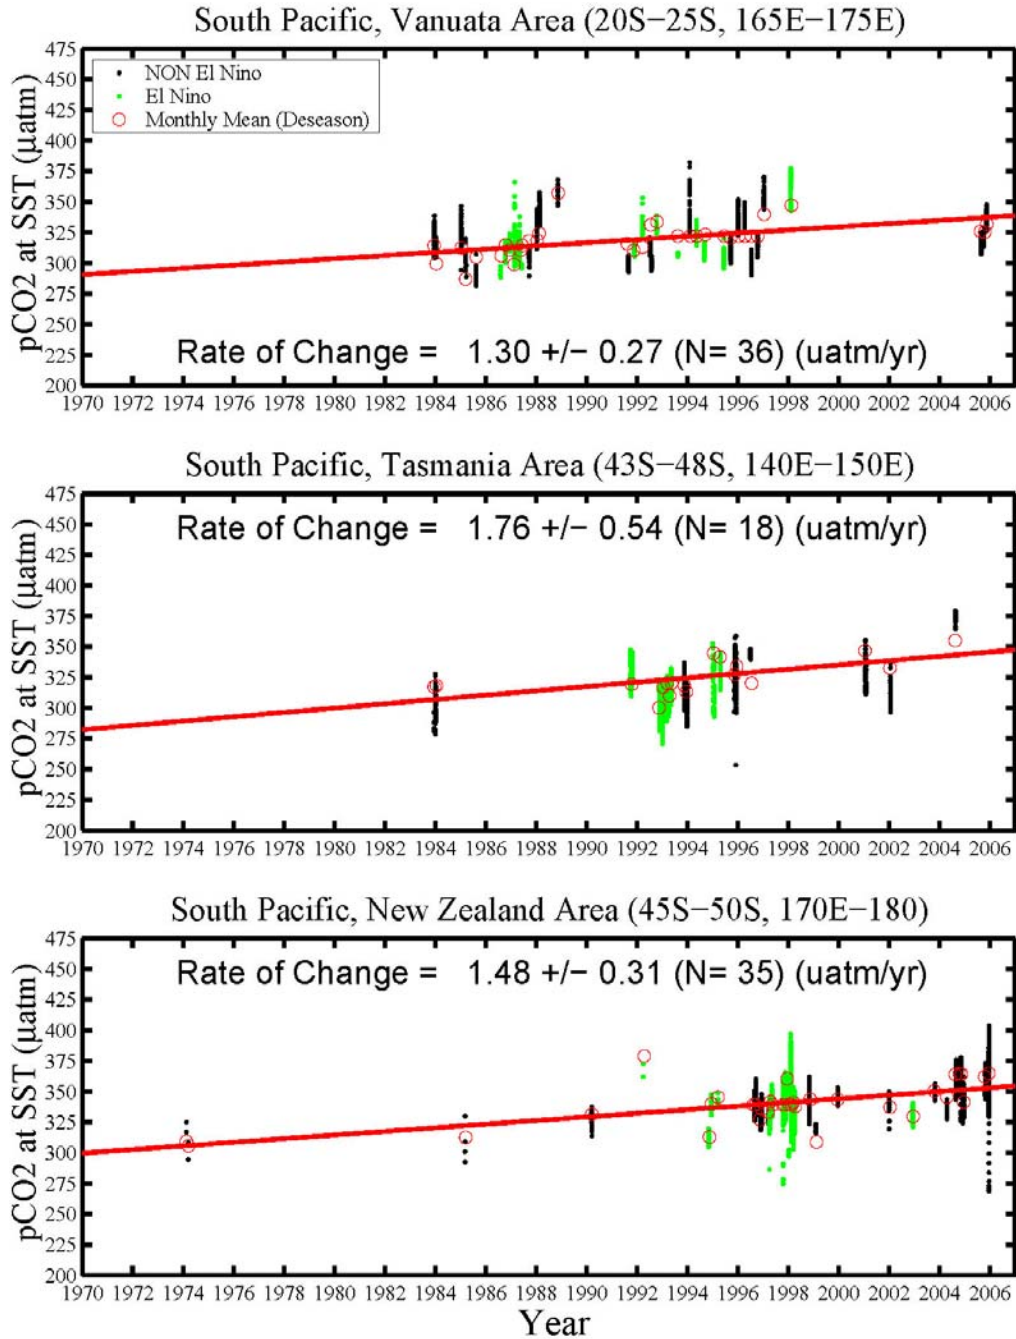 South Pacific, Vanuata Area (20S−25S, 165E−175E)
475
450
425
400
375
350
325
300
275
250
225
200
pCO2 at SST (µatm)
NON El Nino
El Nino
Monthly Mean (Deseason)
Rate of Change = 1.30 +/− 0.27 (N= 36) (uatm/yr)
1970 1972 1974 1976 1978 1980 1982 1984 1986 1988 1990 1992 1994 1996 1998 2000 2002 2004 2006
South Pacific, Tasmania Area (43S−48S, 140E−150E)
475
450
425
400
375
350
325
300
275
250
225
200
pCO2 at SST (µatm)
Rate of Change = 1.76 +/− 0.54 (N= 18) (uatm/yr)
1970 1972 1974 1976 1978 1980 1982 1984 1986 1988 1990 1992 1994 1996 1998 2000 2002 2004 2006
South Pacific, New Zealand Area (45S−50S, 170E−180)
475
450
425
400
375
350
325
300
275
250
225
200
pCO2 at SST (µatm)
Rate of Change = 1.48 +/− 0.31 (N= 35) (uatm/yr)
1970 1972 1974 1976 1978 1980 1982 1984 1986 1988 1990 1992 1994 1996 1998 2000 2002 2004 2006
Year